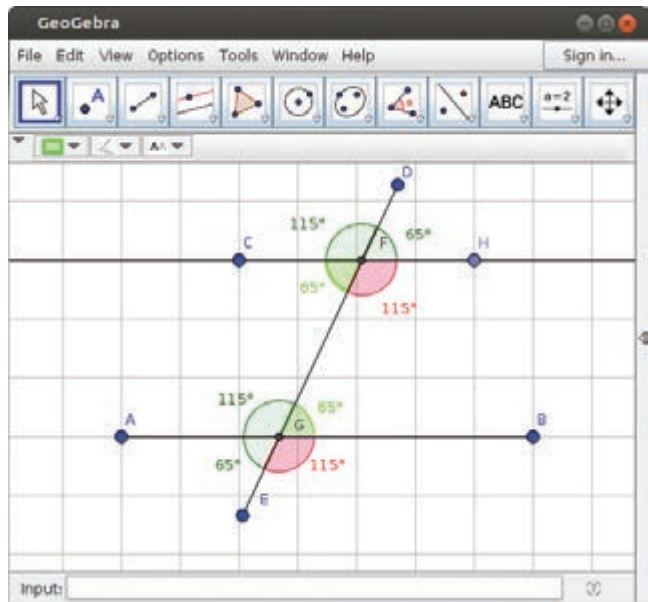 GeoGebra
File Edit View Options Tools Window Help Sign in...
A ABC a=2
AA
D
115° 65°
C F H
65° 115°
A 115° 65° B
G
65° 115°
E
Input: